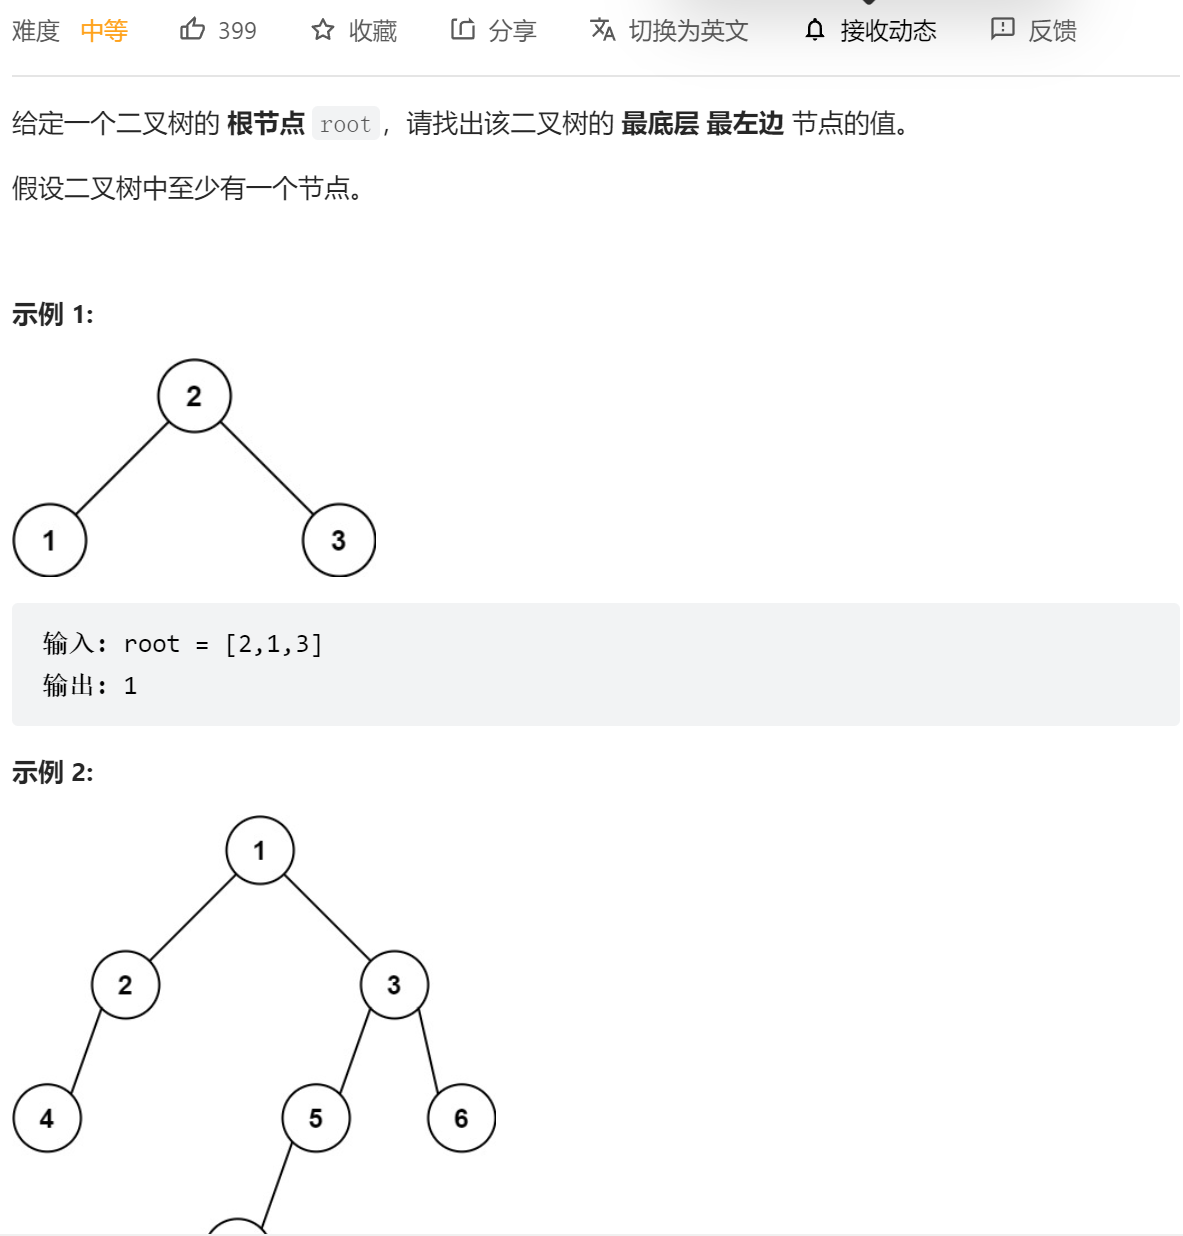 难度 中等 399 收藏 分享 切换为英文 接收动态 反馈
给定一个二叉树的 根节点 root，请找出该二叉树的 最底层 最左边 节点的值。
假设二叉树中至少有一个节点。
示例 1:
2
1 3
输入: root = [2,1,3]
输出: 1
示例 2:
1
2 3
4 5 6